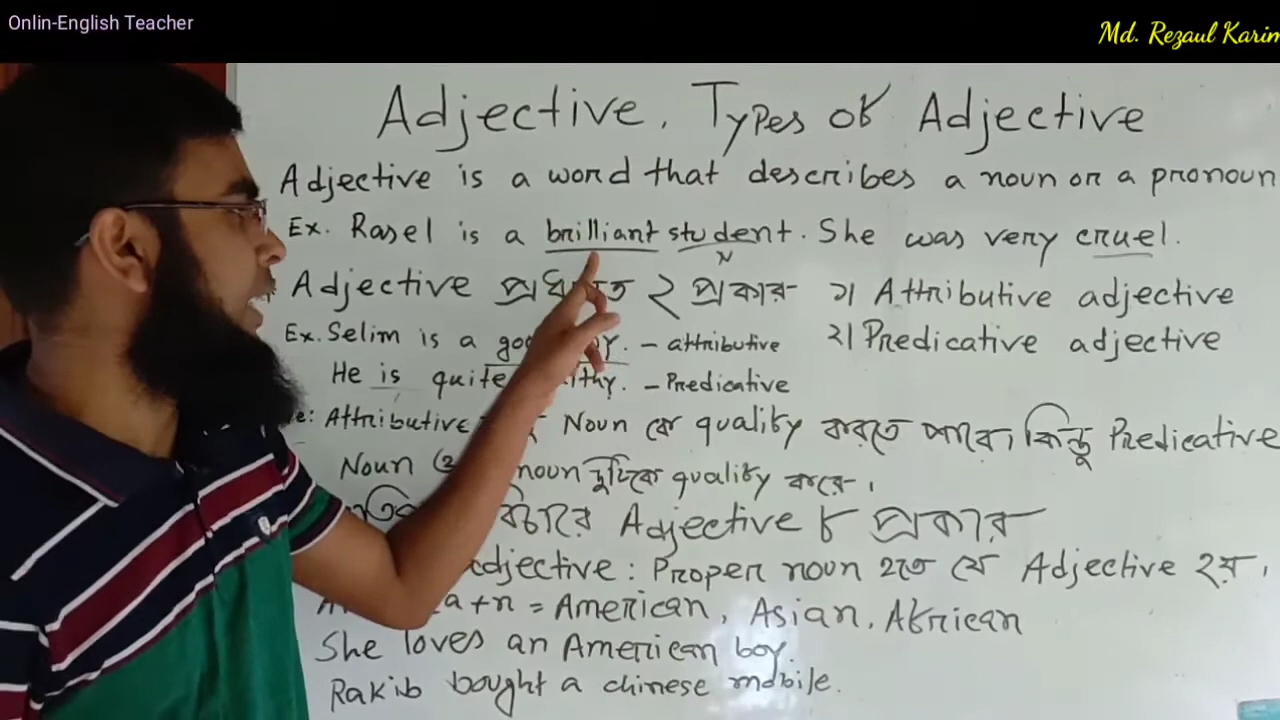 Onlin-English Teacher
Md. Rezaul Karim
Adjective, Types of Adjective
Adjective is a word that describes a noun or a pronoun
Ex. Rasel is a brilliant student. She was very cruel.
N
Adjective ২ প্রকার ১। Attributive adjective
Ex. Selim is a - attributive ২। Predicative adjective
He is quite - Predicative
Attributive Noun কে quality করতে পারে, কিন্তু Predicative
Noun noun দুটিকে quality করে।
বিচারে Adjective ৮ প্রকার
adjective: Proper noun হতে যে Adjective হয়।
a+n = American, Asian, African
She loves an American boy.
Rakib bought a chinese mobile.